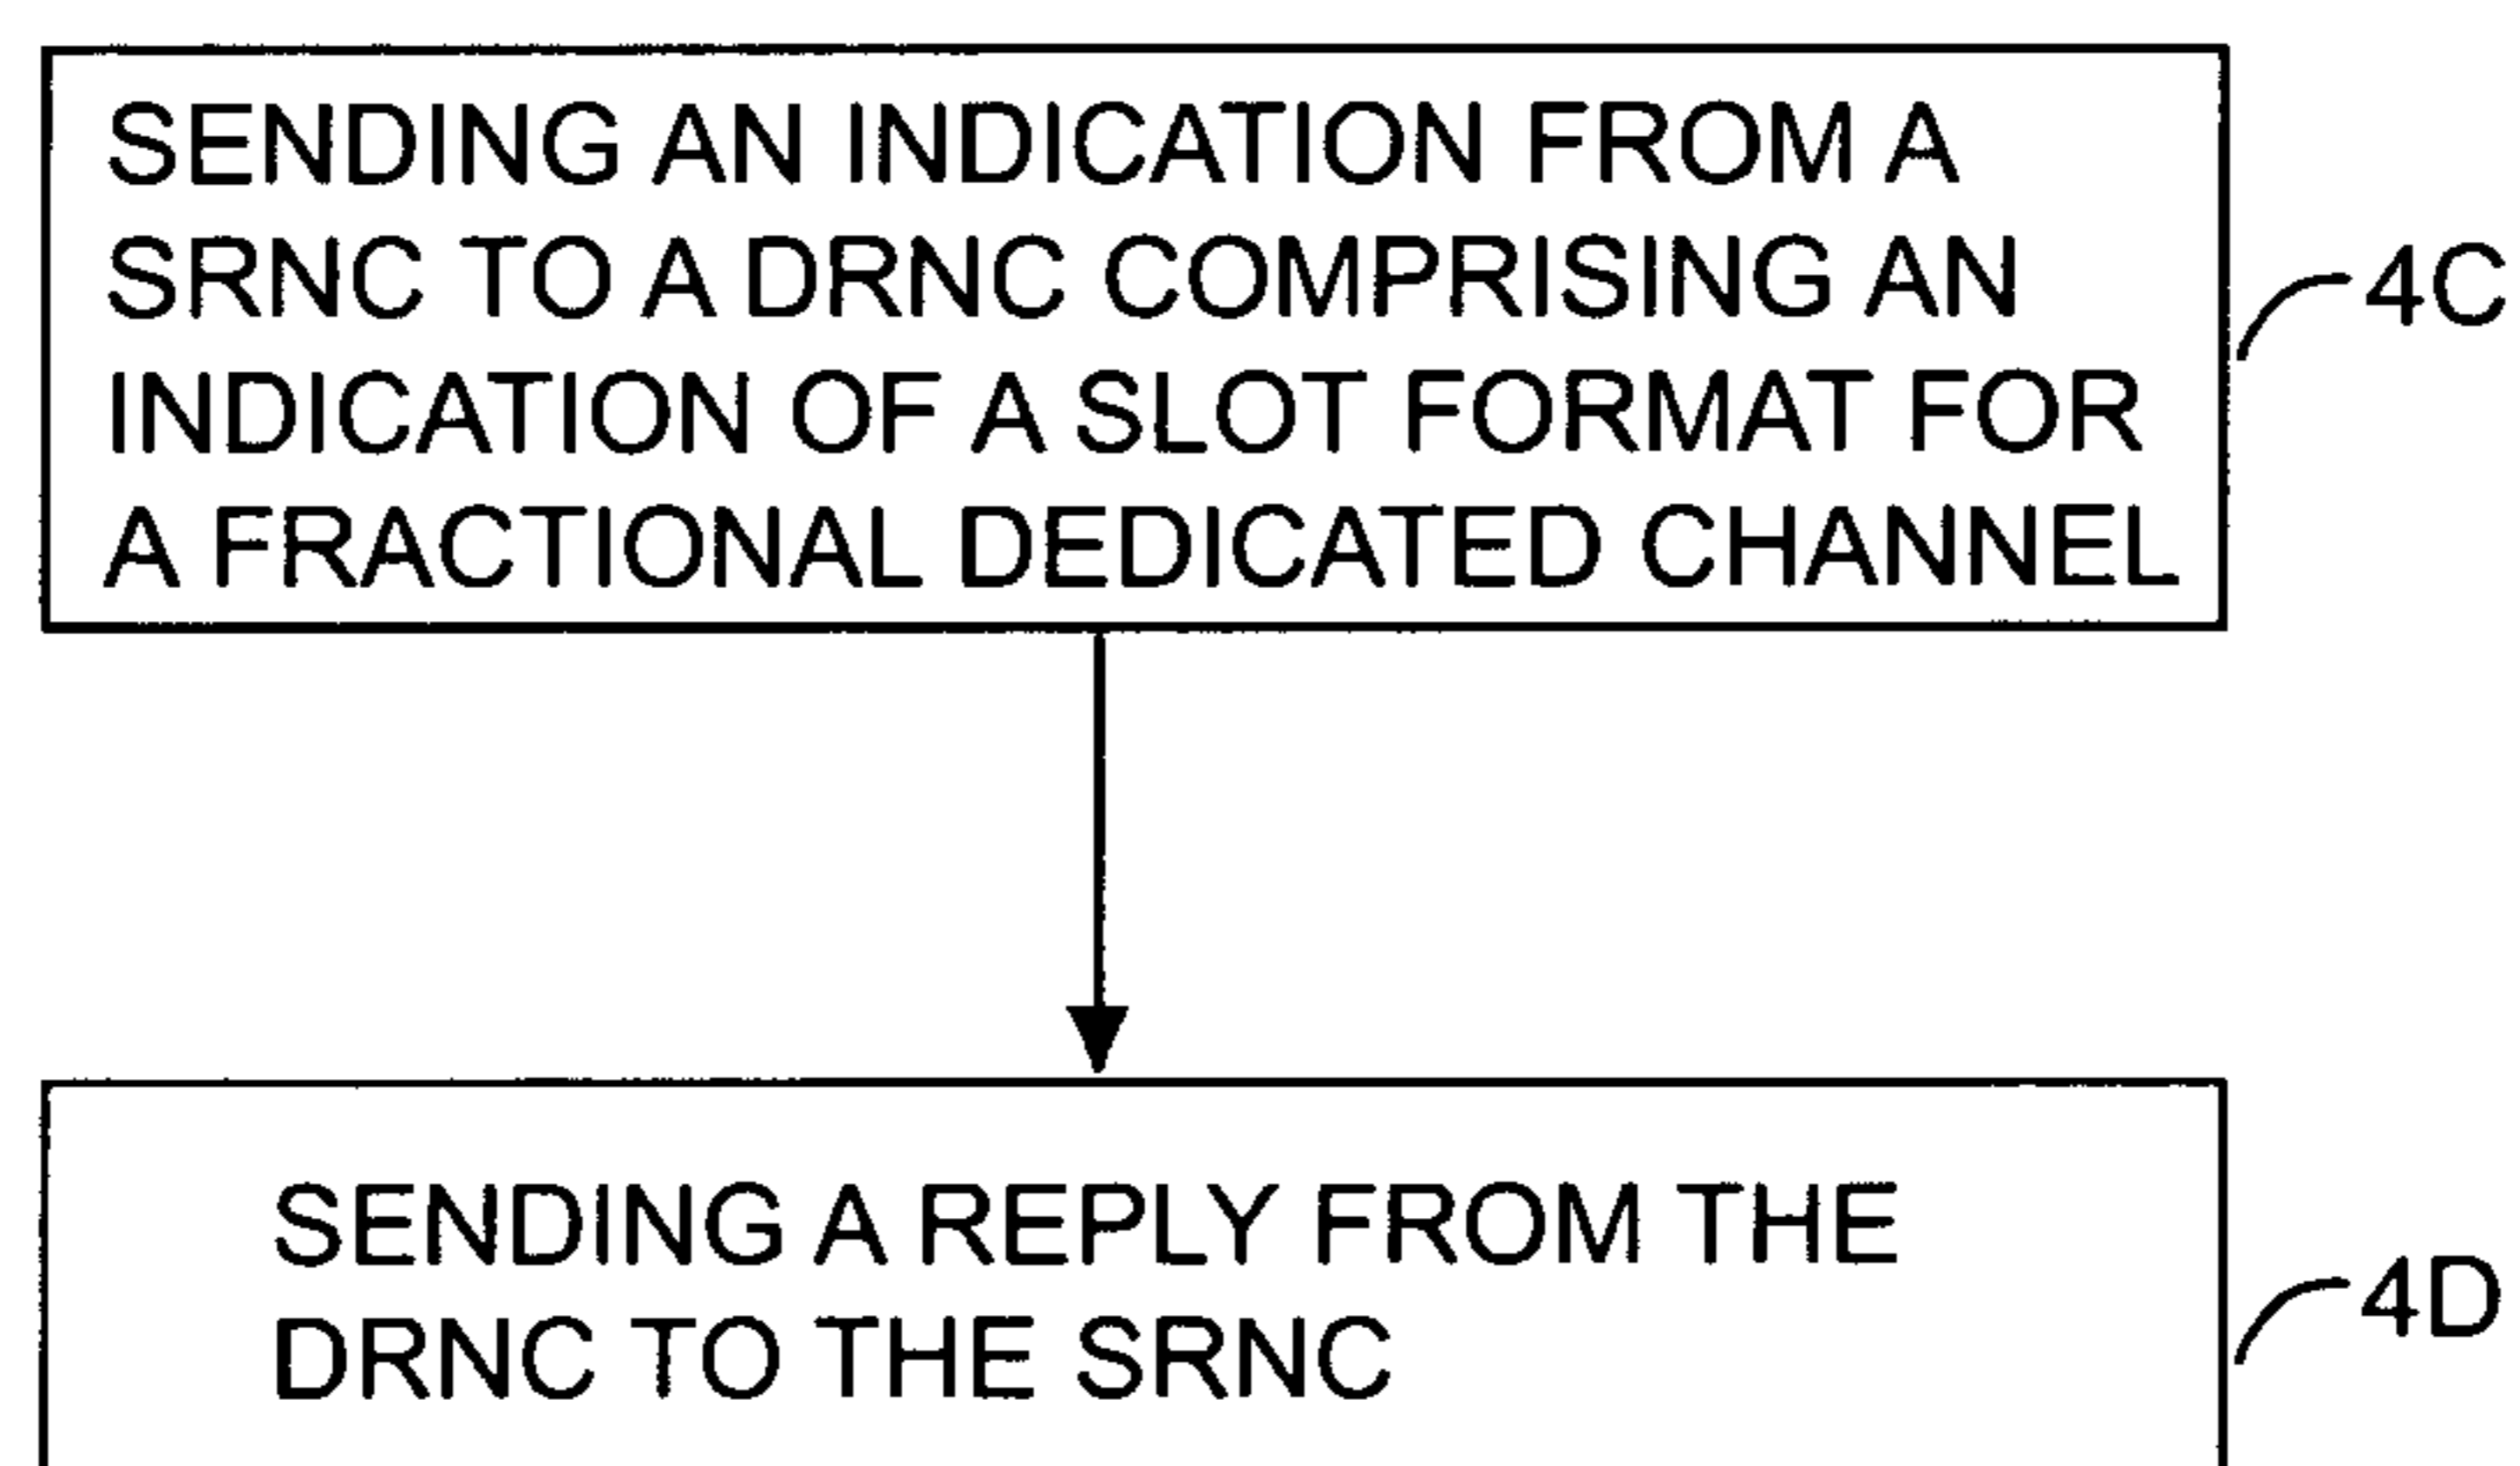 SENDING AN INDICATION FROM A
SRNC TO A DRNC COMPRISING AN
INDICATION OF A SLOT FORMAT FOR
A FRACTIONAL DEDICATED CHANNEL
4C
SENDING A REPLY FROM THE
DRNC TO THE SRNC
4D